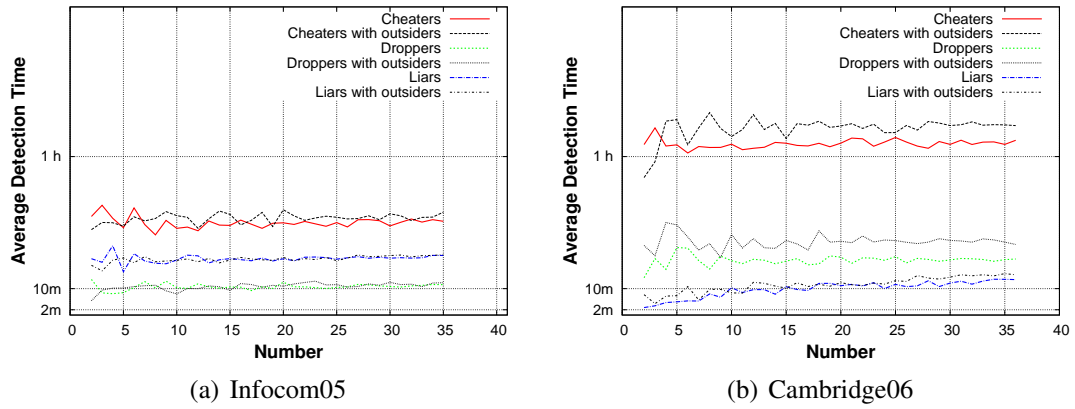 Average Detection Time
1 h
10m
2m
0 5 10 15 20 25 30 35 40
Number
Cheaters
Cheaters with outsiders
Droppers
Droppers with outsiders
Liars
Liars with outsiders
(a) Infocom05
Average Detection Time
1 h
10m
2m
0 5 10 15 20 25 30 35 40
Number
Cheaters
Cheaters with outsiders
Droppers
Droppers with outsiders
Liars
Liars with outsiders
(b) Cambridge06